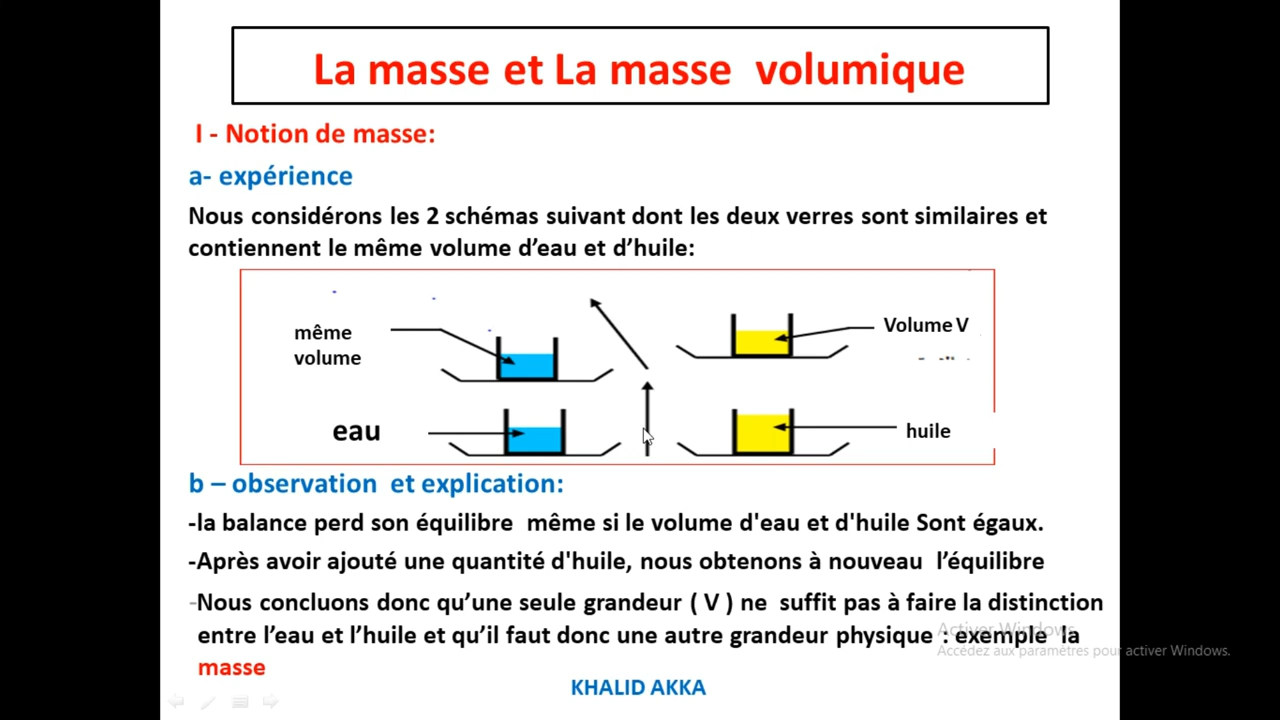 La masse et La masse volumique
I - Notion de masse:
a- expérience
Nous considérons les 2 schémas suivant dont les deux verres sont similaires et
contiennent le même volume d’eau et d’huile:
même
volume
Volume V
eau
huile
b – observation et explication:
-la balance perd son équilibre même si le volume d'eau et d'huile Sont égaux.
-Après avoir ajouté une quantité d'huile, nous obtenons à nouveau l’équilibre
-Nous concluons donc qu’une seule grandeur ( V ) ne suffit pas à faire la distinction
entre l’eau et l’huile et qu’il faut donc une autre grandeur physique : exemple la
masse
Activer Windows
Accédez aux paramètres pour activer Windows.
KHALID AKKA